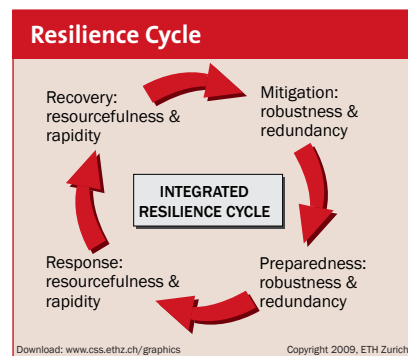 Resilience Cycle
Recovery:
resourcefulness &
rapidity
Mitigation:
robustness &
redundancy
INTEGRATED
RESILIENCE CYCLE
Response:
resourcefulness &
rapidity
Preparedness:
robustness &
redundancy
Download: www.css.ethz.ch/graphics
Copyright 2009, ETH Zurich